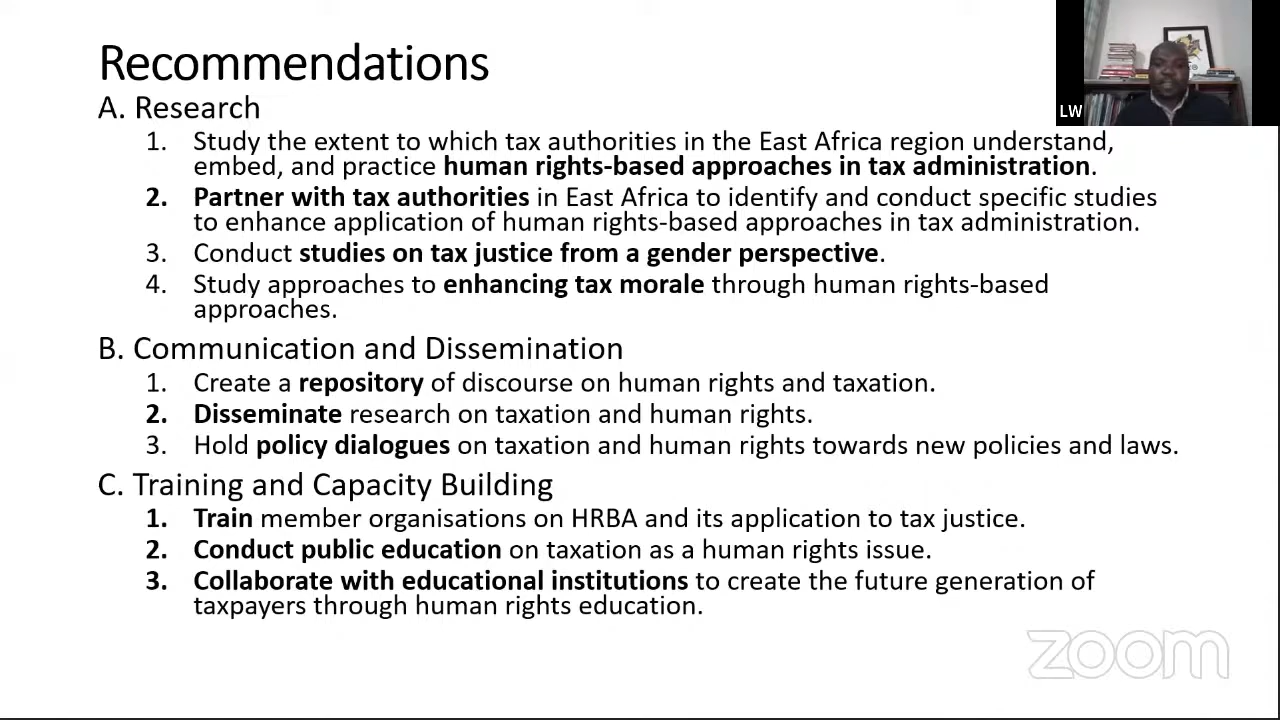 Recommendations
A. Research
1. Study the extent to which tax authorities in the East Africa region understand,
embed, and practice human rights-based approaches in tax administration.
2. Partner with tax authorities in East Africa to identify and conduct specific studies
to enhance application of human rights-based approaches in tax administration.
3. Conduct studies on tax justice from a gender perspective.
4. Study approaches to enhancing tax morale through human rights-based
approaches.
B. Communication and Dissemination
1. Create a repository of discourse on human rights and taxation.
2. Disseminate research on taxation and human rights.
3. Hold policy dialogues on taxation and human rights towards new policies and laws.
C. Training and Capacity Building
1. Train member organisations on HRBA and its application to tax justice.
2. Conduct public education on taxation as a human rights issue.
3. Collaborate with educational institutions to create the future generation of
taxpayers through human rights education.
LW
zoom